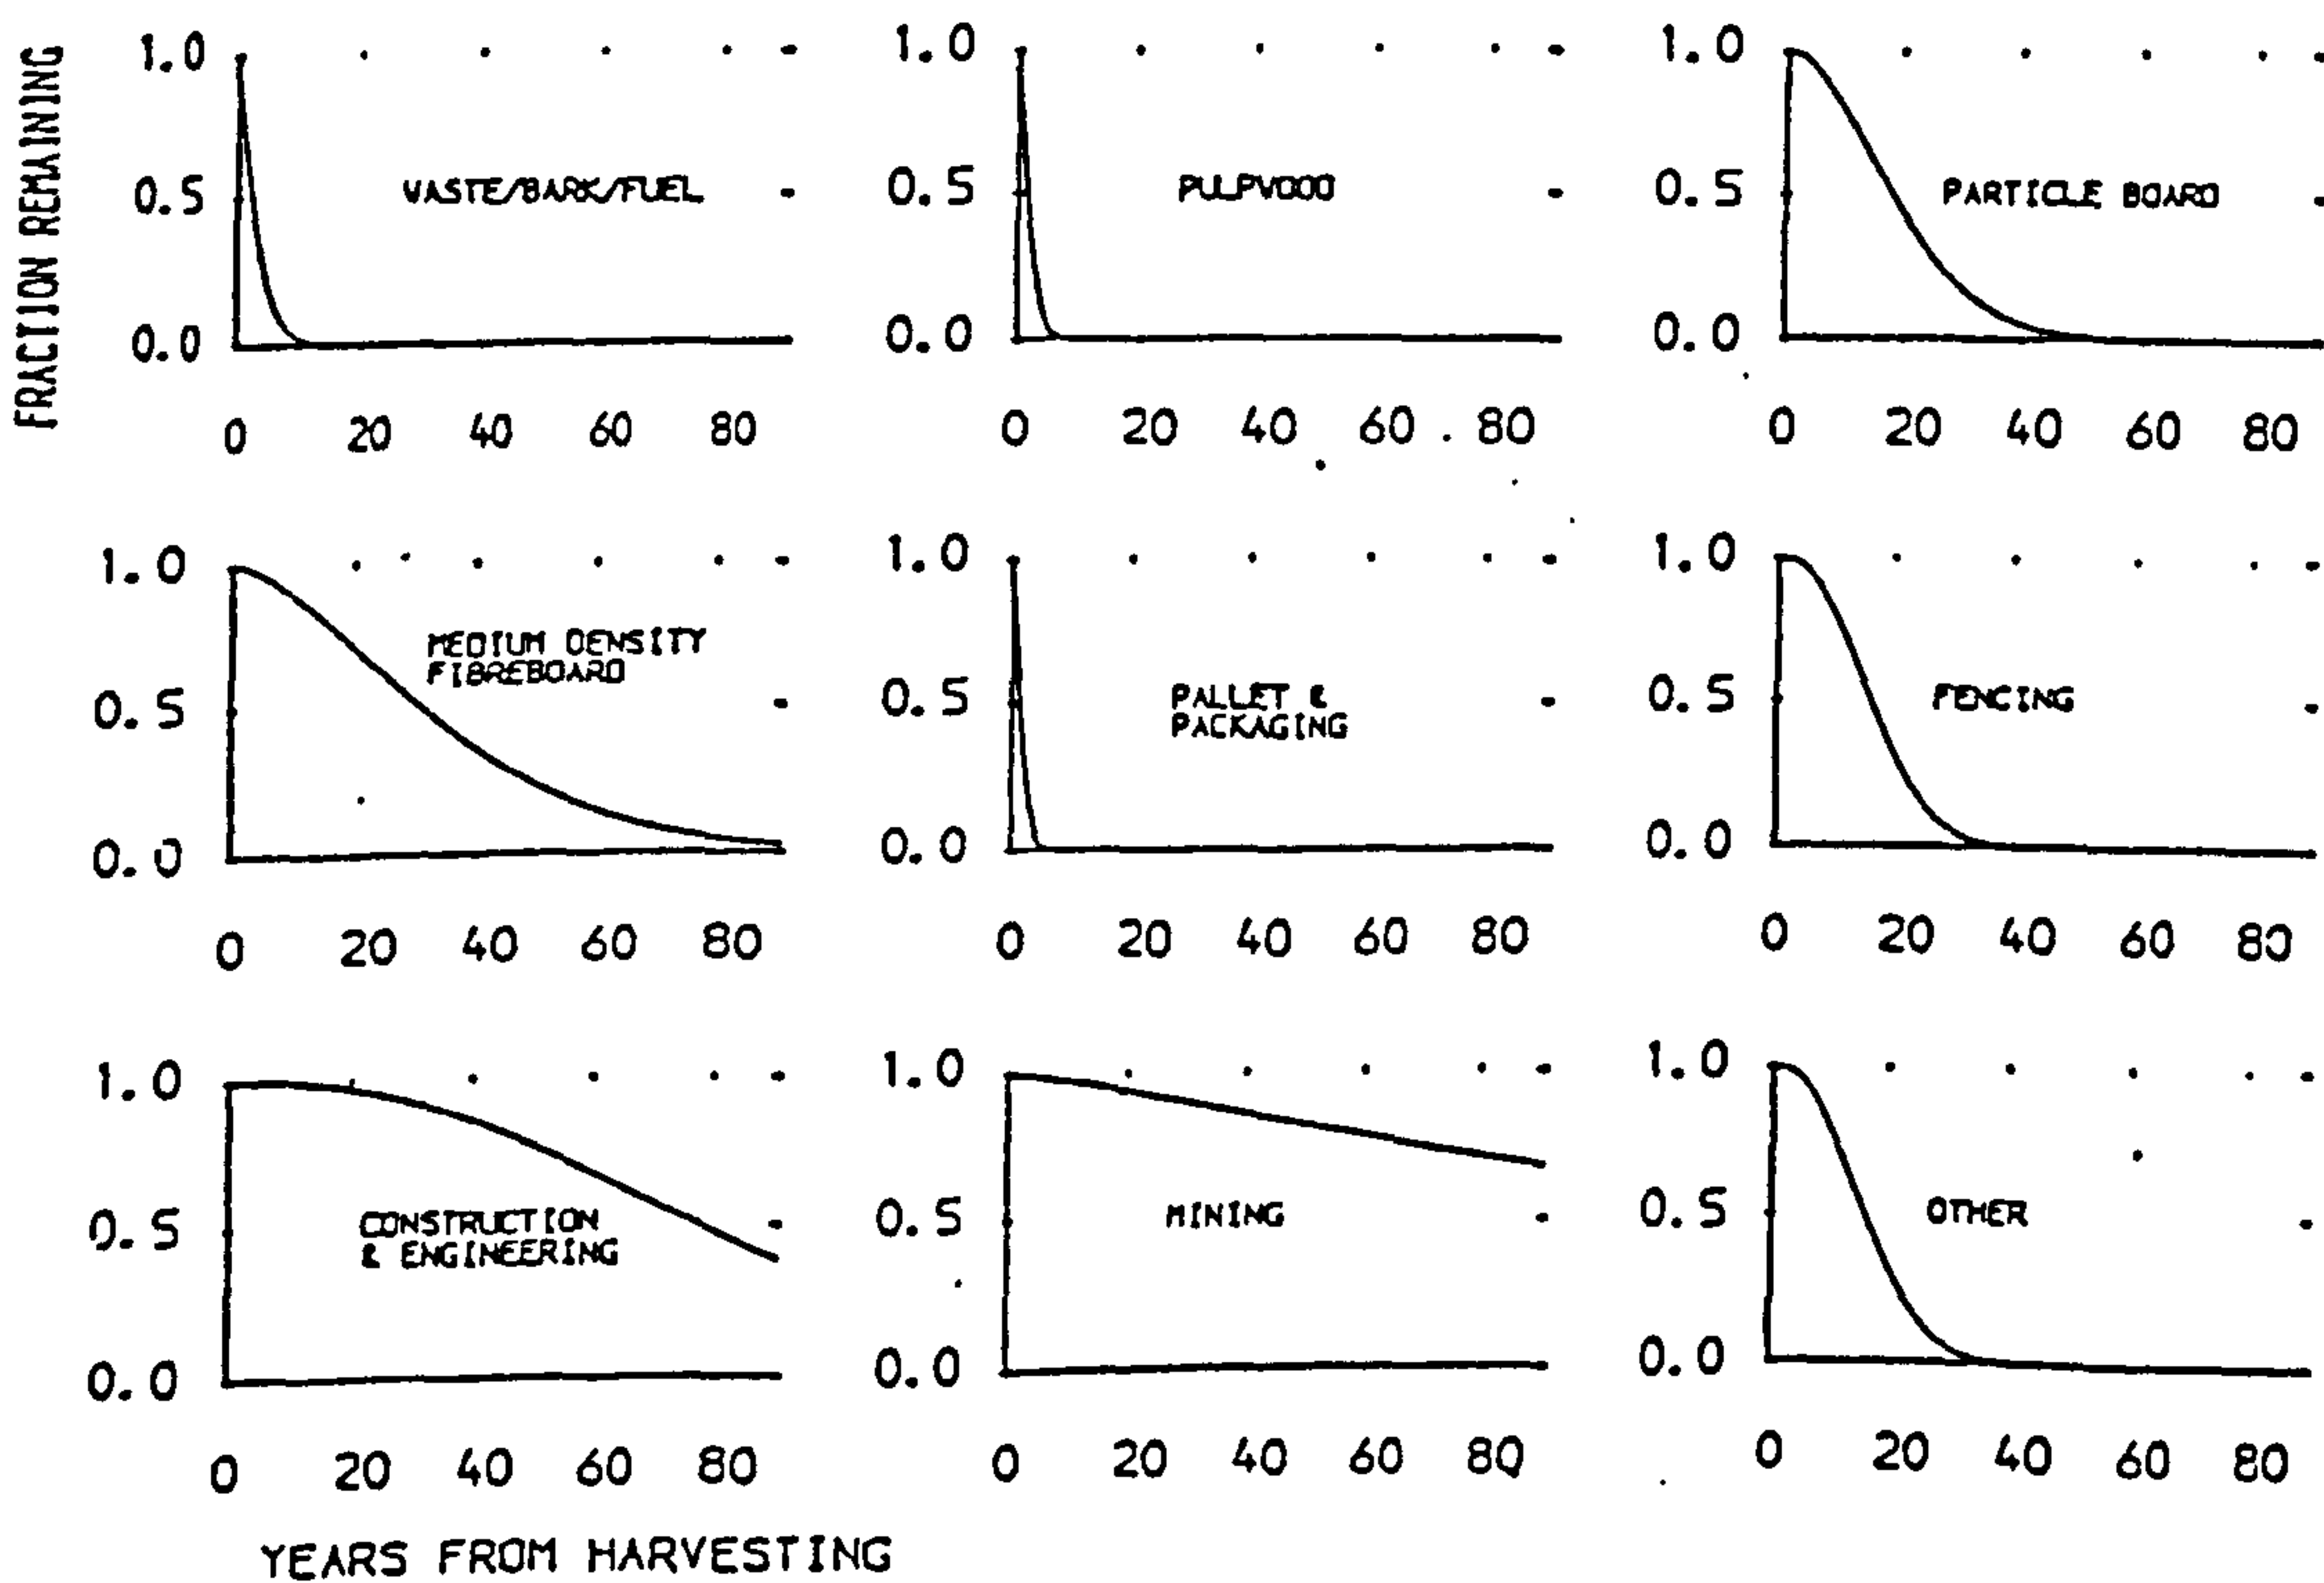 FRACTION REMAINING
1.0
0.5
0.0
WASTE/BARK/FUEL
0 20 40 60 80
1.0
0.5
0.0
PULPWOOD
0 20 40 60 80
1.0
0.5
0.0
PARTICLE BOARD
0 20 40 60 80
1.0
0.5
0.0
MEDIUM DENSITY
FIBREBOARD
0 20 40 60 80
1.0
0.5
0.0
PALLET &
PACKAGING
0 20 40 60 80
1.0
0.5
0.0
FENCING
0 20 40 60 80
1.0
0.5
0.0
CONSTRUCTION
& ENGINEERING
0 20 40 60 80
1.0
0.5
0.0
MINING
0 20 40 60 80
1.0
0.5
0.0
OTHER
0 20 40 60 80
YEARS FROM HARVESTING